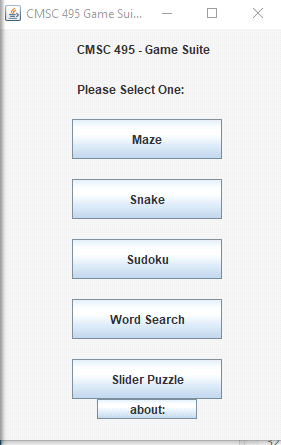 CMSC 495 Game Sui...
CMSC 495 - Game Suite
Please Select One:
Maze
Snake
Sudoku
Word Search
Slider Puzzle
about: